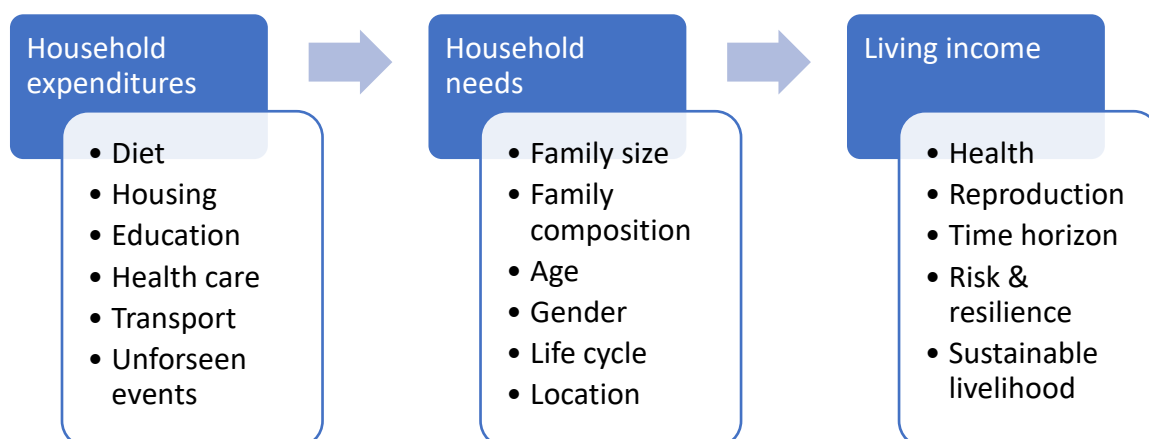 Household
expenditures
• Diet
• Housing
• Education
• Health care
• Transport
• Unforseen
events
Household
needs
• Family size
• Family
composition
• Age
• Gender
• Life cycle
• Location
Living income
• Health
• Reproduction
• Time horizon
• Risk &
resilience
• Sustainable
livelihood